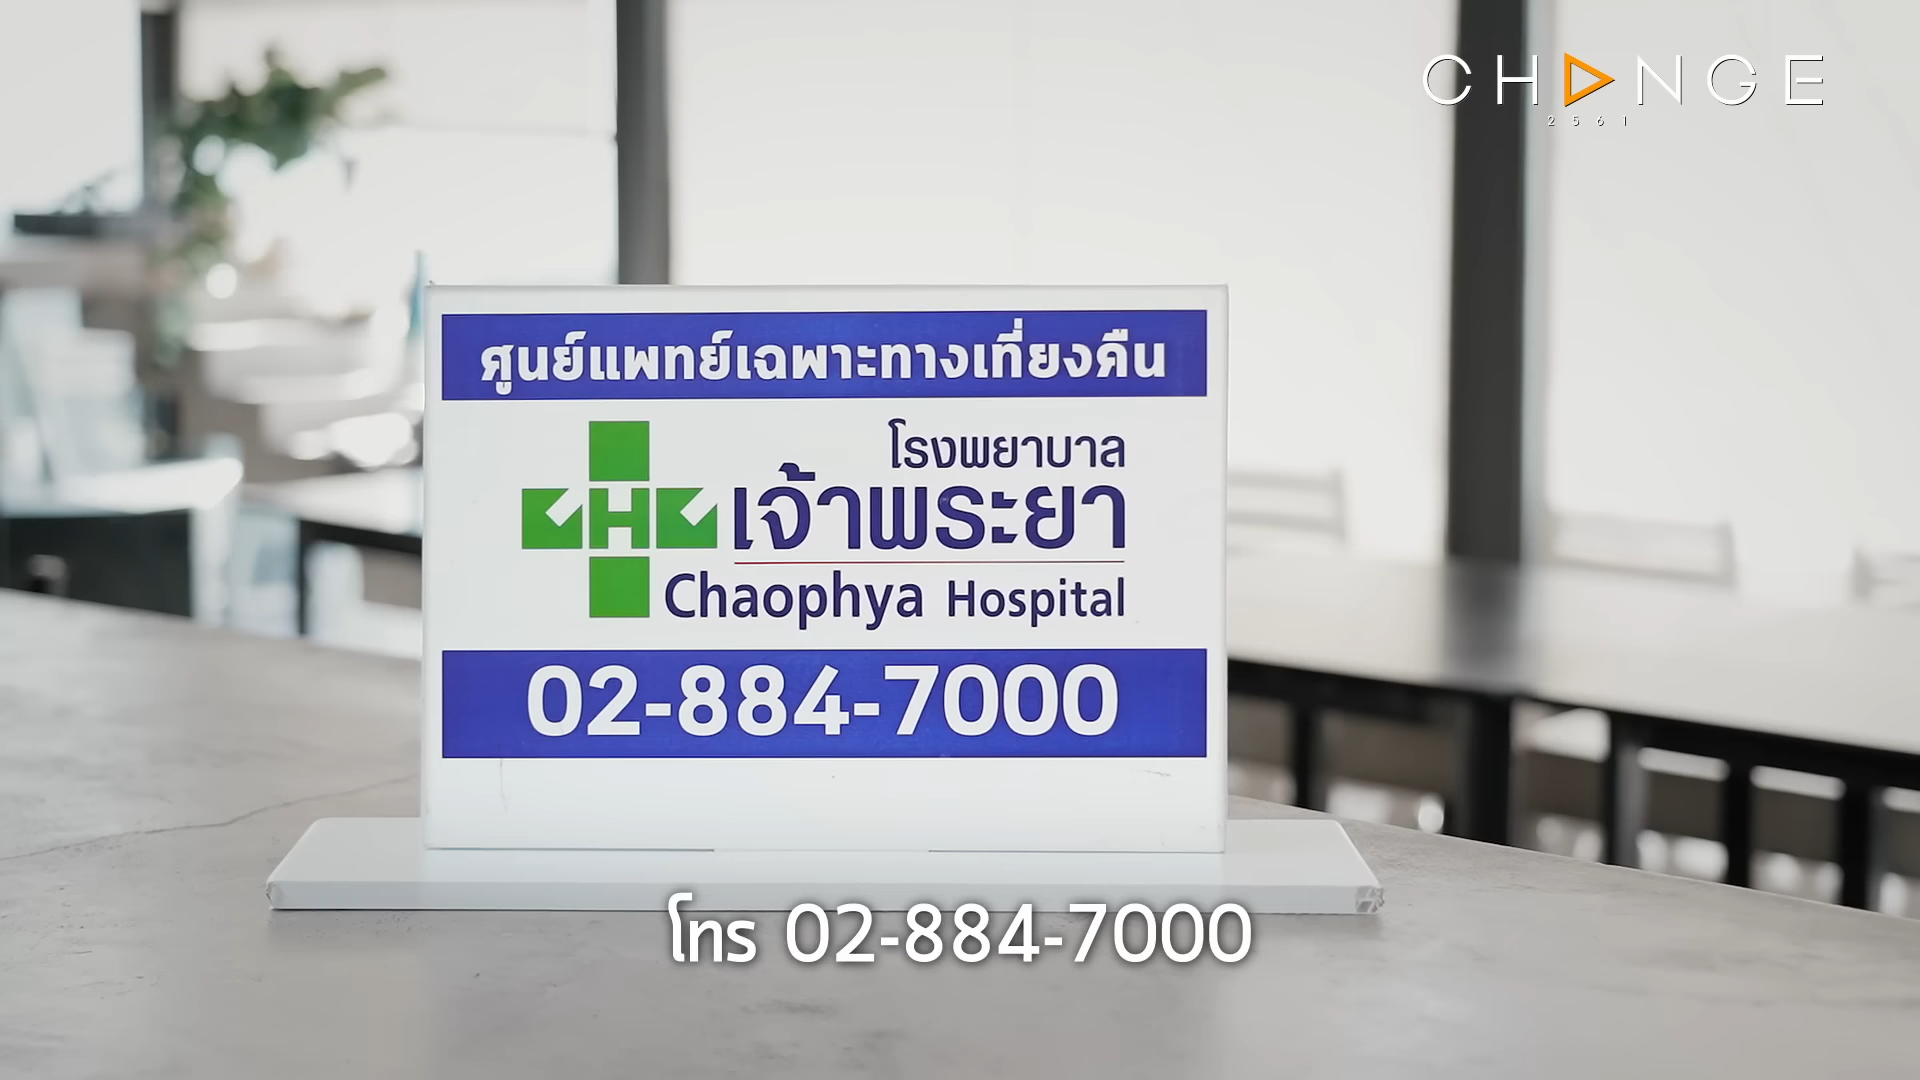 CHANGE
2561
ศูนย์แพทย์เฉพาะทางเที่ยงคืน
โรงพยาบาล
CHC เจ้าพระยา
Chaophya Hospital
02-884-7000
โทร 02-884-7000